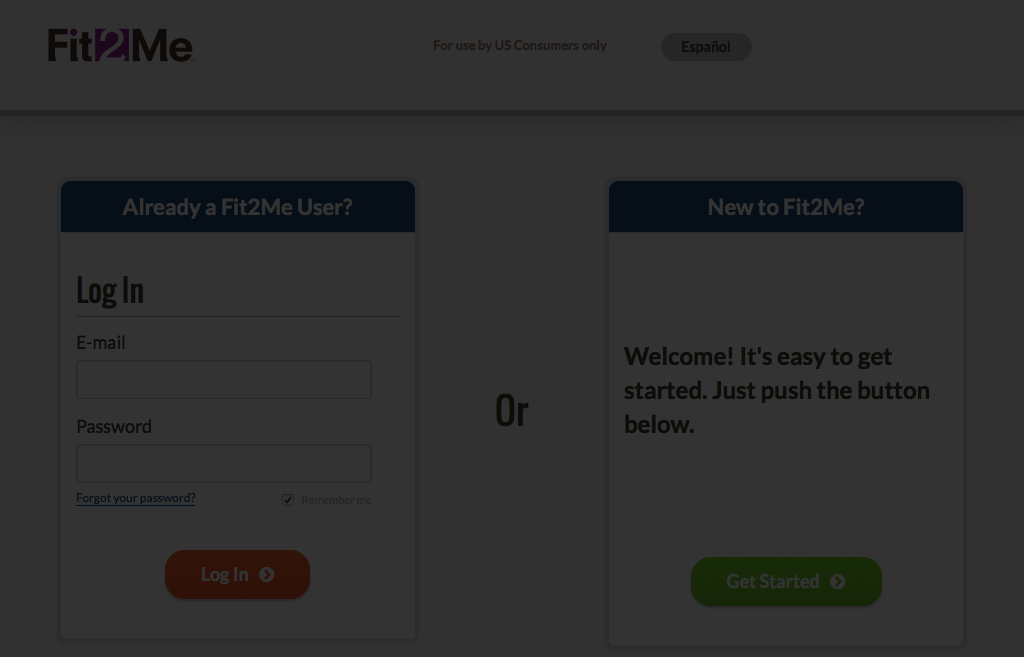 Fit2Me
For use by US Consumers only
Español
Already a Fit2Me User?
Log In
E-mail
Password
Forgot your password?
Remember me
Log In
Or
New to Fit2Me?
Welcome! It's easy to get
started. Just push the button
below.
Get Started